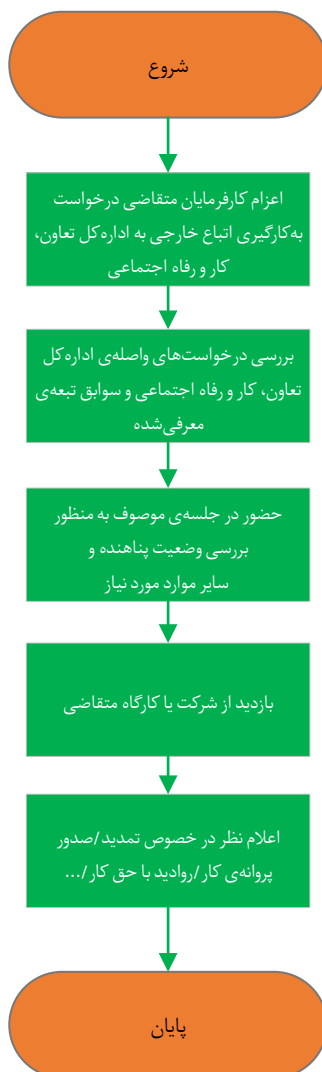 شروع
اعزام کارفرمایان متقاضی درخواست
به‌کارگیری اتباع خارجی به اداره‌کل تعاون،
کار و رفاه اجتماعی
بررسی درخواست‌های واصله‌ی اداره‌کل
تعاون، کار و رفاه اجتماعی و سوابق تبعه‌ی
معرفی‌شده
حضور در جلسه‌ی موصوف به منظور
بررسی وضعیت پناهنده و
سایر موارد مورد نیاز
بازدید از شرکت یا کارگاه متقاضی
اعلام نظر در خصوص تمدید/صدور
پروانه‌ی کار/روادید با حق کار/...
پایان